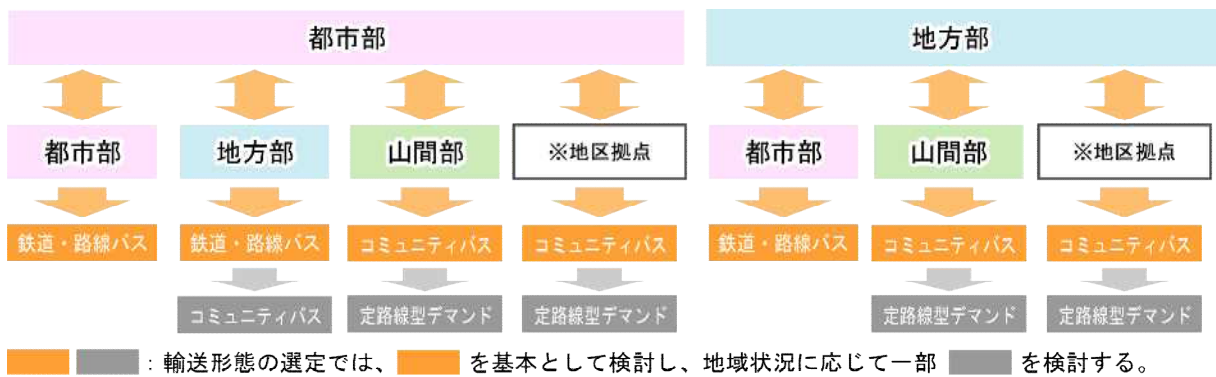 都市部 地方部
都市部 地方部 山間部 ※地区拠点 都市部 山間部 ※地区拠点
鉄道・路線バス 鉄道・路線バス コミュニティバス コミュニティバス 鉄道・路線バス コミュニティバス コミュニティバス
コミュニティバス 定路線型デマンド 定路線型デマンド 定路線型デマンド 定路線型デマンド
：輸送形態の選定では、 を基本として検討し、地域状況に応じて一部 を検討する。